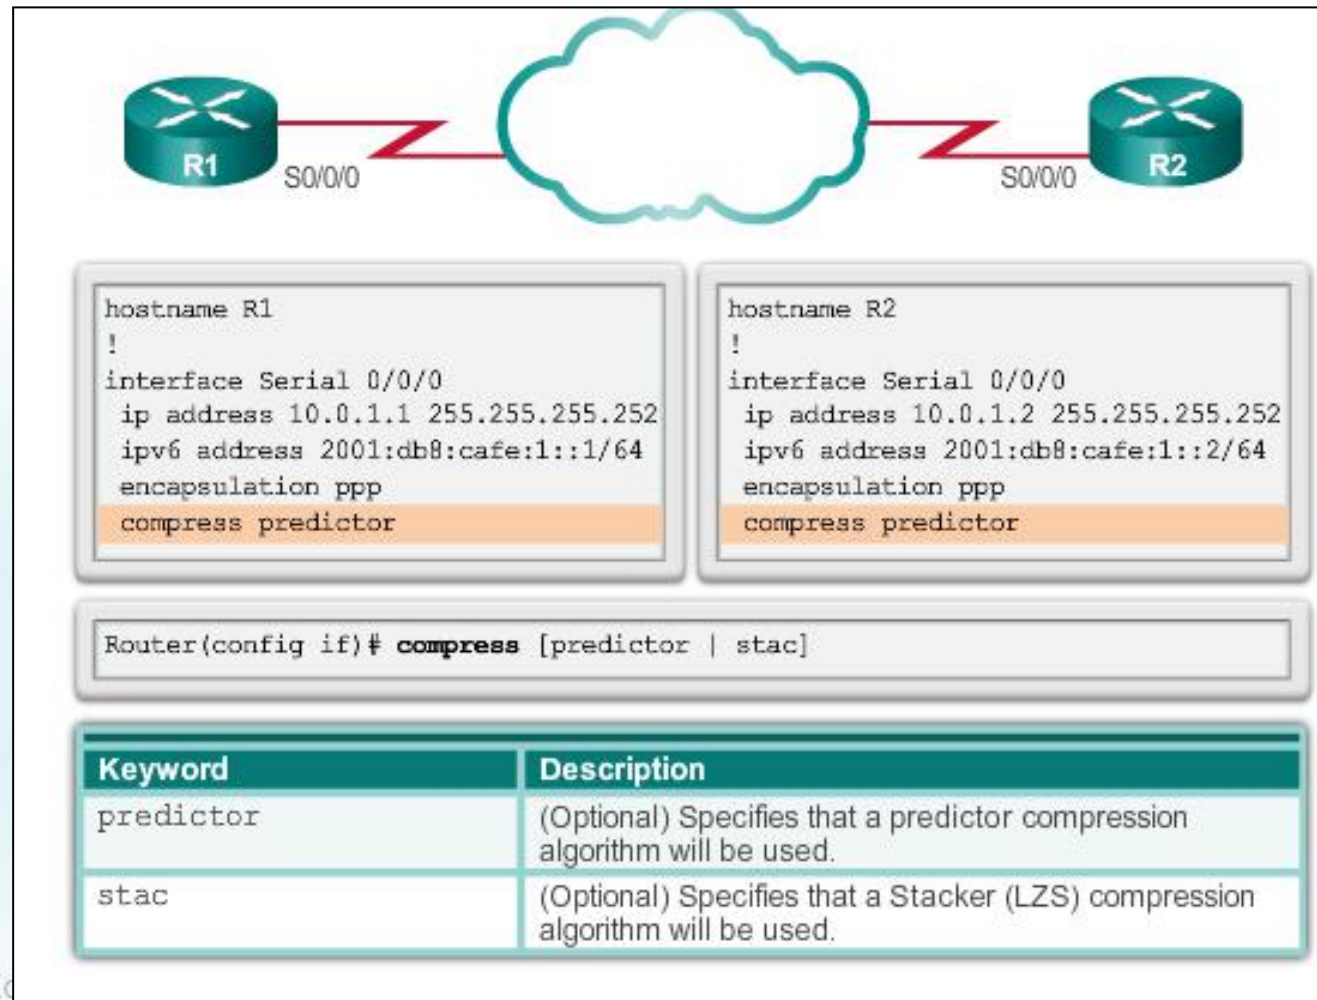 R1
S0/0/0
S0/0/0
R2
hostname R1
!
interface Serial 0/0/0
ip address 10.0.1.1 255.255.255.252
ipv6 address 2001:db8:cafe:1::1/64
encapsulation ppp
compress predictor
hostname R2
!
interface Serial 0/0/0
ip address 10.0.1.2 255.255.255.252
ipv6 address 2001:db8:cafe:1::2/64
encapsulation ppp
compress predictor
Router(config if)# compress [predictor | stac]
Keyword Description
predictor (Optional) Specifies that a predictor compression
algorithm will be used.
stac (Optional) Specifies that a Stacker (LZS) compression
algorithm will be used.